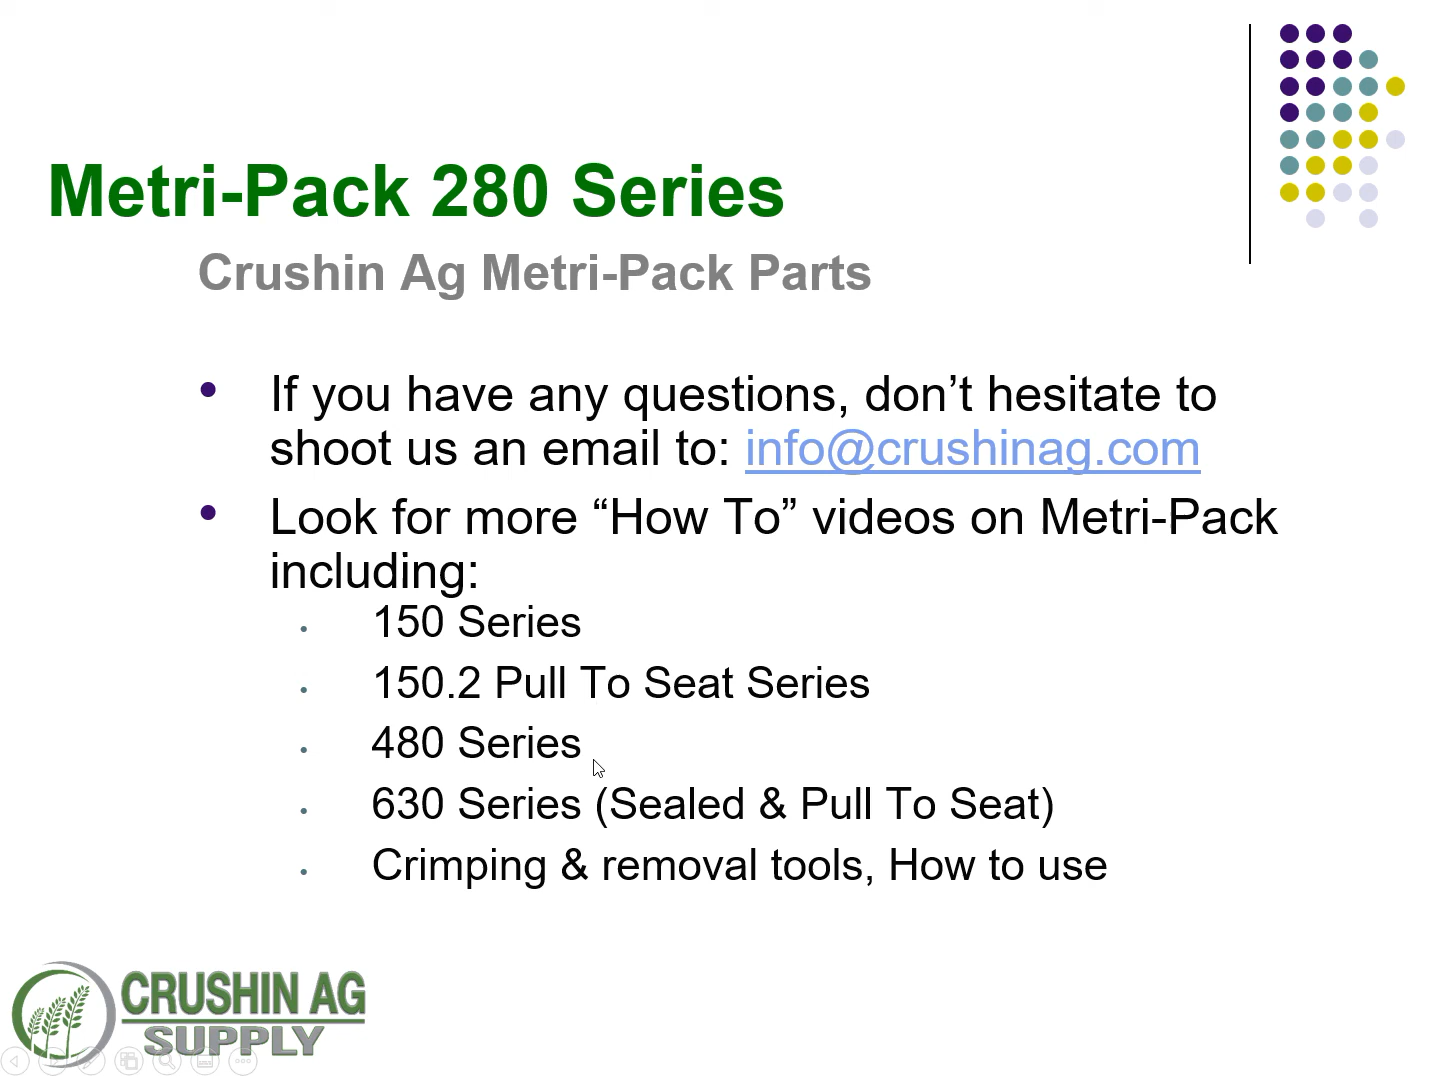 Metri-Pack 280 Series
Crushin Ag Metri-Pack Parts
• If you have any questions, don’t hesitate to
shoot us an email to: info@crushinag.com
• Look for more “How To” videos on Metri-Pack
including:
• 150 Series
• 150.2 Pull To Seat Series
• 480 Series
• 630 Series (Sealed & Pull To Seat)
• Crimping & removal tools, How to use
CRUSHIN AG
SUPPLY